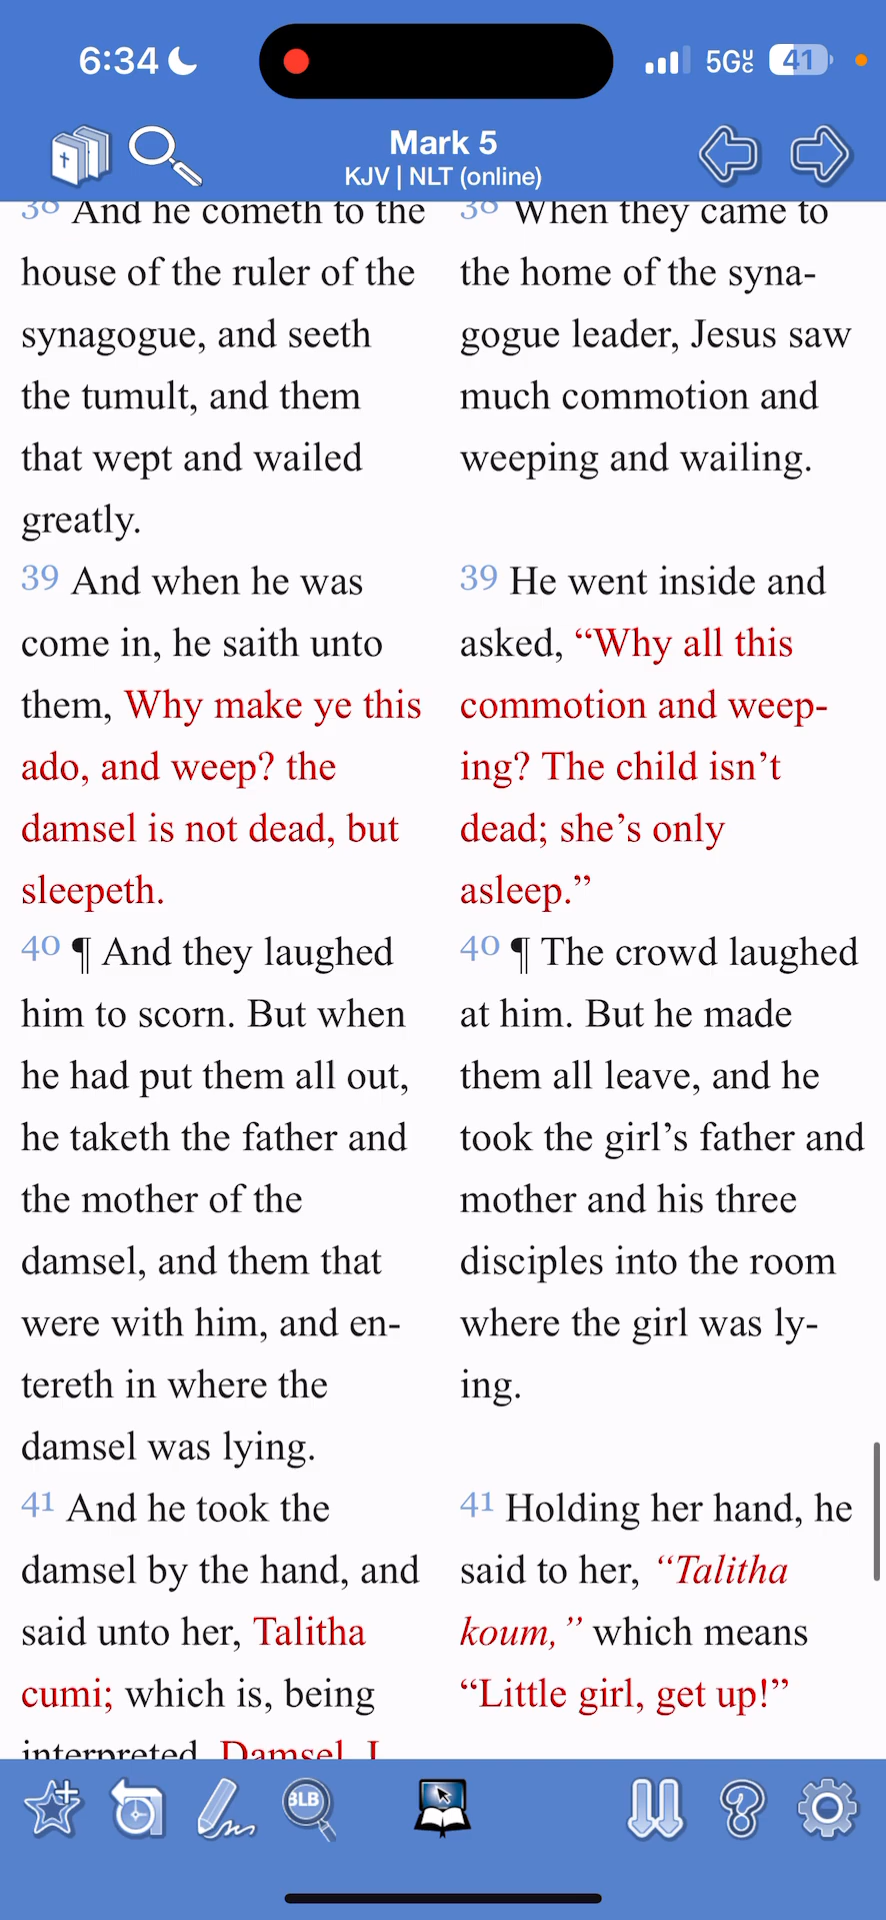 6:34
5G
41
Mark 5
KJV | NLT (online)
38 And he cometh to the
house of the ruler of the
synagogue, and seeth
the tumult, and them
that wept and wailed
greatly.
39 And when he was
come in, he saith unto
them, Why make ye this
ado, and weep? the
damsel is not dead, but
sleepeth.
40 ¶ And they laughed
him to scorn. But when
he had put them all out,
he taketh the father and
the mother of the
damsel, and them that
were with him, and en-
tereth in where the
damsel was lying.
41 And he took the
damsel by the hand, and
said unto her, Talitha
cumi; which is, being
interpreted, Damsel, I
38 When they came to
the home of the syna-
gogue leader, Jesus saw
much commotion and
weeping and wailing.
39 He went inside and
asked, “Why all this
commotion and weep-
ing? The child isn’t
dead; she’s only
asleep.”
40 ¶ The crowd laughed
at him. But he made
them all leave, and he
took the girl’s father and
mother and his three
disciples into the room
where the girl was ly-
ing.
41 Holding her hand, he
said to her, “Talitha
koum,” which means
“Little girl, get up!”
BLB